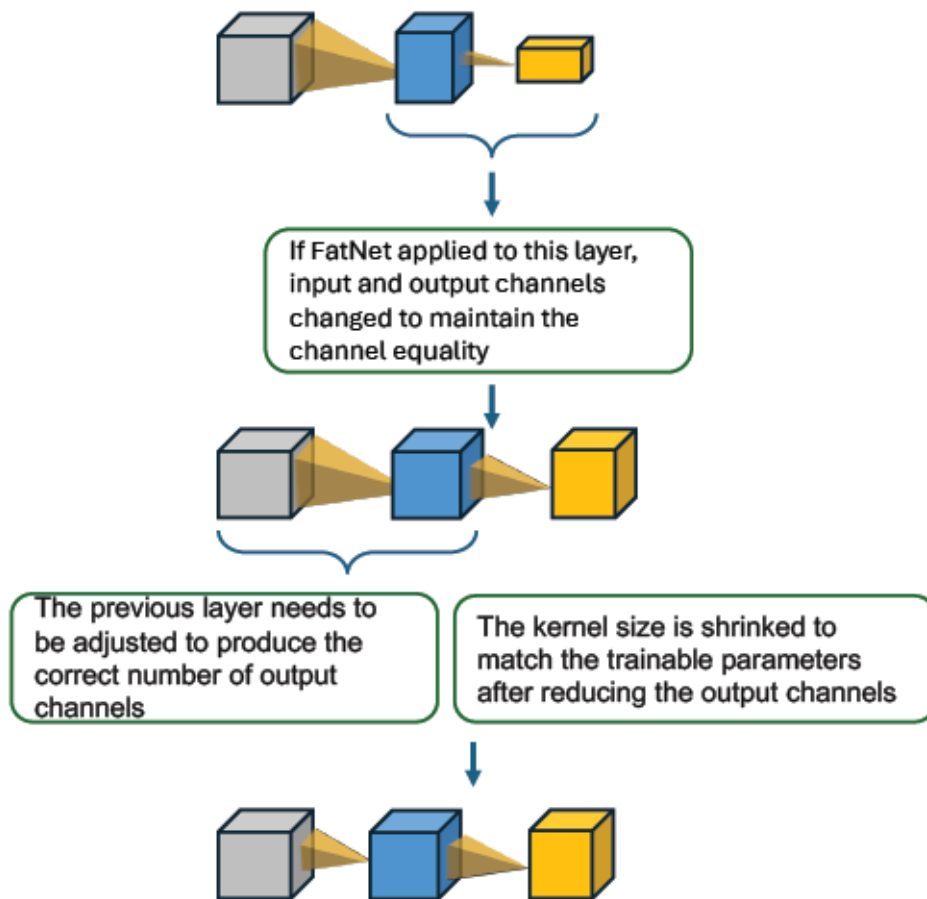 If FatNet applied to this layer,
input and output channels
changed to maintain the
channel equality
The previous layer needs to
be adjusted to produce the
correct number of output
channels
The kernel size is shrinked to
match the trainable parameters
after reducing the output channels